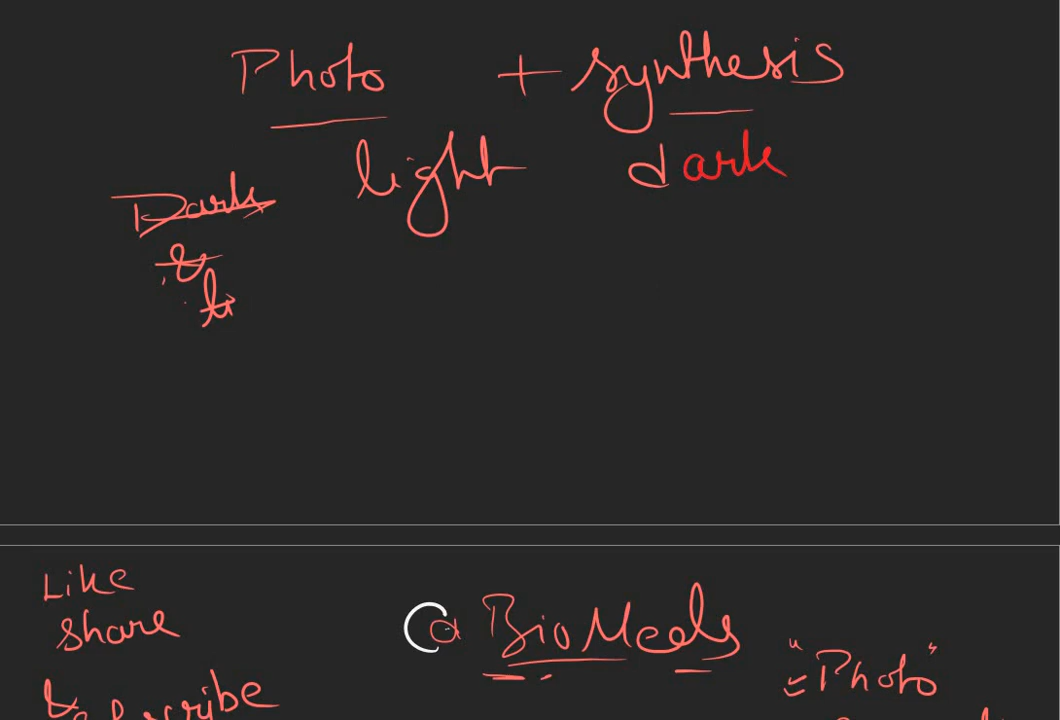 Photo + synthesis
light dark
Dark
&
Like
Share
@BioMeels
"Photo"